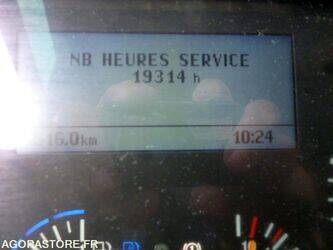 NB HEURES SERVICE
19314 h
16.0km 10:24
AGORASTORE.FR